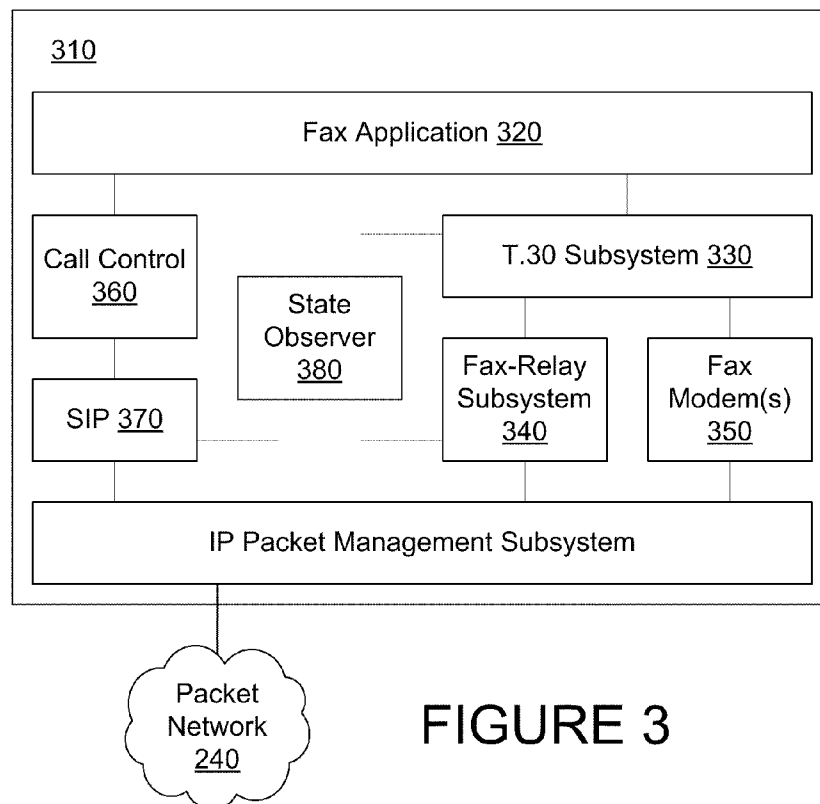 310
Fax Application 320
Call Control
360
T.30 Subsystem 330
State
Observer
380
SIP 370
Fax-Relay
Subsystem
340
Fax
Modem(s)
350
IP Packet Management Subsystem
Packet
Network
240
FIGURE 3